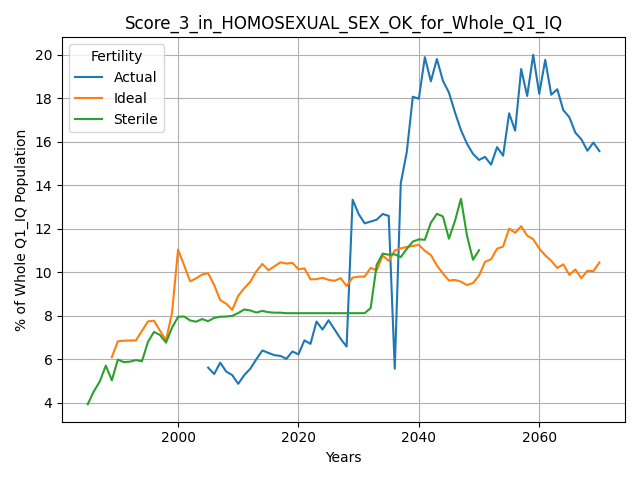 Score_3_in_HOMOSEXUAL_SEX_OK_for_Whole_Q1_IQ
Fertility
Actual
Ideal
Sterile
% of Whole Q1_IQ Population
20
18
16
14
12
10
8
6
4
2000
2020
2040
2060
Years